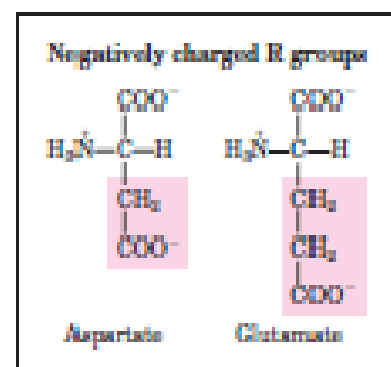 Negatively charged R groups
COO⁻ COO⁻
H₃N⁺—C—H H₃N⁺—C—H
CH₂ CH₂
COO⁻ CH₂
COO⁻
Aspartate Glutamate